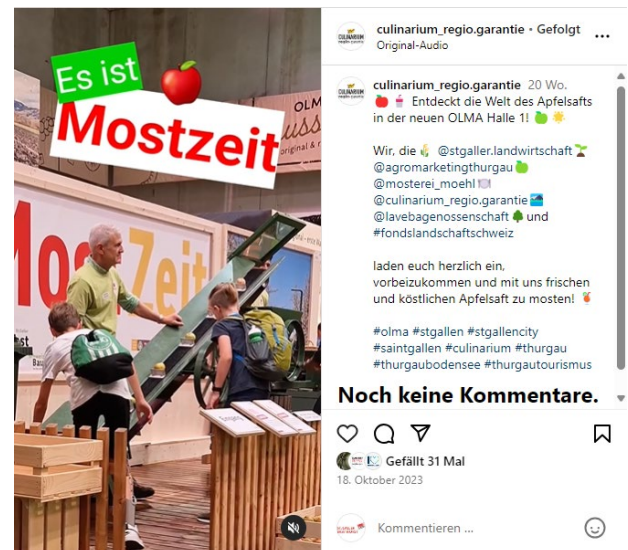 Es ist
Mostzeit
OLM
uss
original &
Most Zeit
culinarium_regio.garantie • Gefolgt
Original-Audio
culinarium_regio.garantie 20 Wo.
🍎🧃 Entdeckt die Welt des Apfelsafts
in der neuen OLMA Halle 1! 🍏☀️
Wir, die 🌾 @stgaller.landwirtschaft🌱
@agromarketingthurgau🍏
@mosterei_moehl🍽️
@culinarium_regio.garantie🏞️
@lavebagenossenschaft🌳und
#fondslandschaftschweiz
laden euch herzlich ein,
vorbeizukommen und mit uns frischen
und köstlichen Apfelsaft zu mosten! 🍹
#olma #stgallen #stgallencity
#saintgallen #culinarium #thurgau
#thurgaubodensee #thurgautourismus
Noch keine Kommentare.
Gefällt 31 Mal
18. Oktober 2023
Kommentieren ...